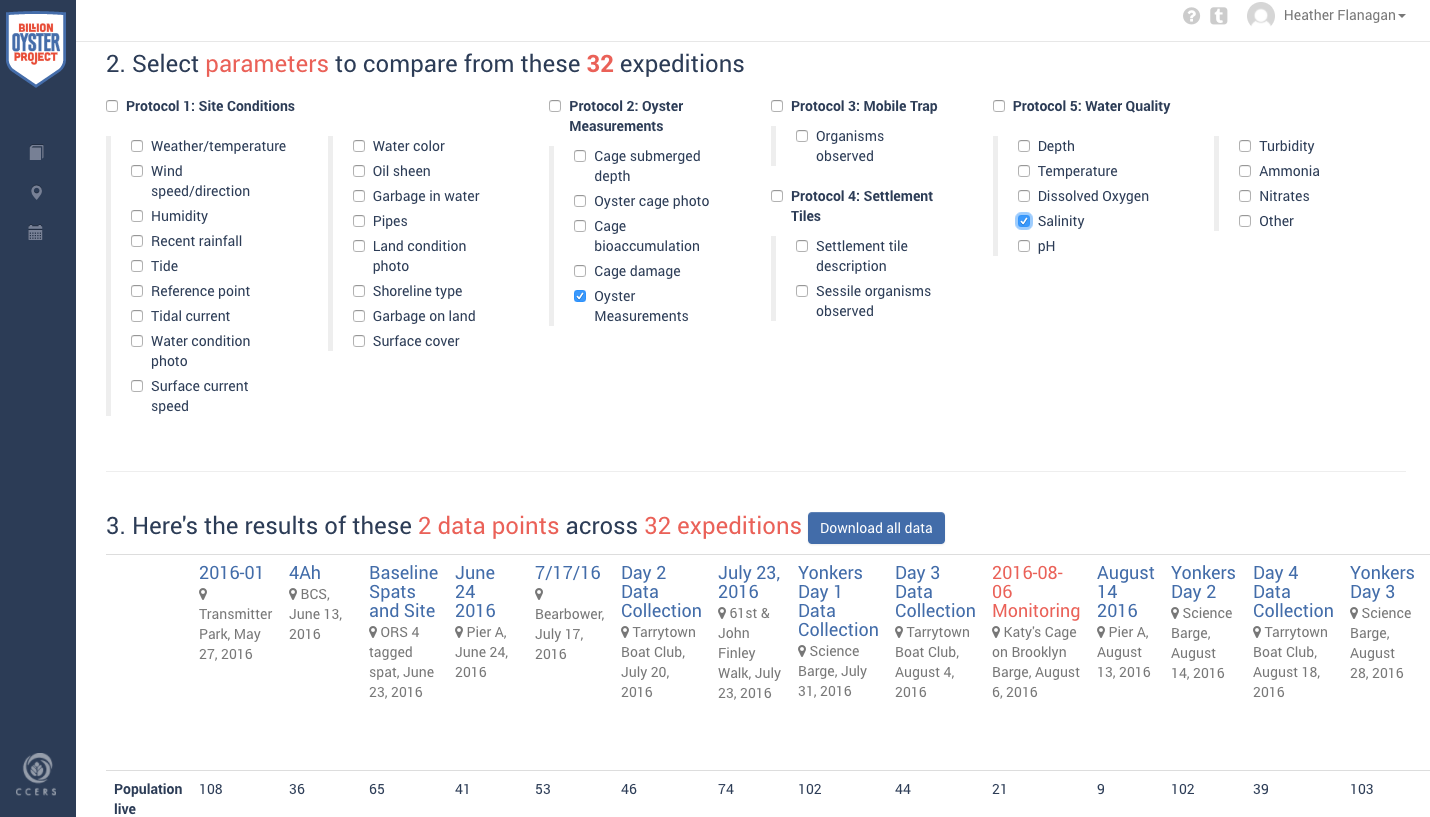 BILLION
OYSTER
PROJECT
Heather Flanagan
2. Select parameters to compare from these 32 expeditions
Protocol 1: Site Conditions
Weather/temperature
Wind
speed/direction
Humidity
Recent rainfall
Tide
Reference point
Tidal current
Water condition
photo
Surface current
speed
Water color
Oil sheen
Garbage in water
Pipes
Land condition
photo
Shoreline type
Garbage on land
Surface cover
Protocol 2: Oyster
Measurements
Cage submerged
depth
Oyster cage photo
Cage
bioaccumulation
Cage damage
Oyster
Measurements
Protocol 3: Mobile Trap
Organisms
observed
Protocol 4: Settlement
Tiles
Settlement tile
description
Sessile organisms
observed
Protocol 5: Water Quality
Depth
Temperature
Dissolved Oxygen
Salinity
pH
Turbidity
Ammonia
Nitrates
Other
3. Here's the results of these 2 data points across 32 expeditions
Download all data
2016-01
Transmitter
Park, May
27, 2016
4Ah
BCS,
June 13,
2016
Baseline
Spats
and Site
ORS 4
tagged
spat, June
23, 2016
June
24
2016
Pier A,
June 24,
2016
7/17/16
Bearbower,
July 17,
2016
Day 2
Data
Collection
Tarrytown
Boat Club,
July 20,
2016
July 23,
2016
61st &
John
Finley
Walk, July
23, 2016
Yonkers
Day 1
Data
Collection
Science
Barge, July
31, 2016
Day 3
Data
Collection
Tarrytown
Boat Club,
August 4,
2016
2016-08-
06
Monitoring
Katy's Cage
on Brooklyn
Barge, August
6, 2016
August
14
2016
Pier A,
August
13, 2016
Yonkers
Day 2
Science
Barge,
August
14, 2016
Day 4
Data
Collection
Tarrytown
Boat Club,
August 18,
2016
Yonkers
Day 3
Science
Barge,
August
28, 2016
Population
live
108 36 65 41 53 46 74 102 44 21 9 102 39 103
CCERS